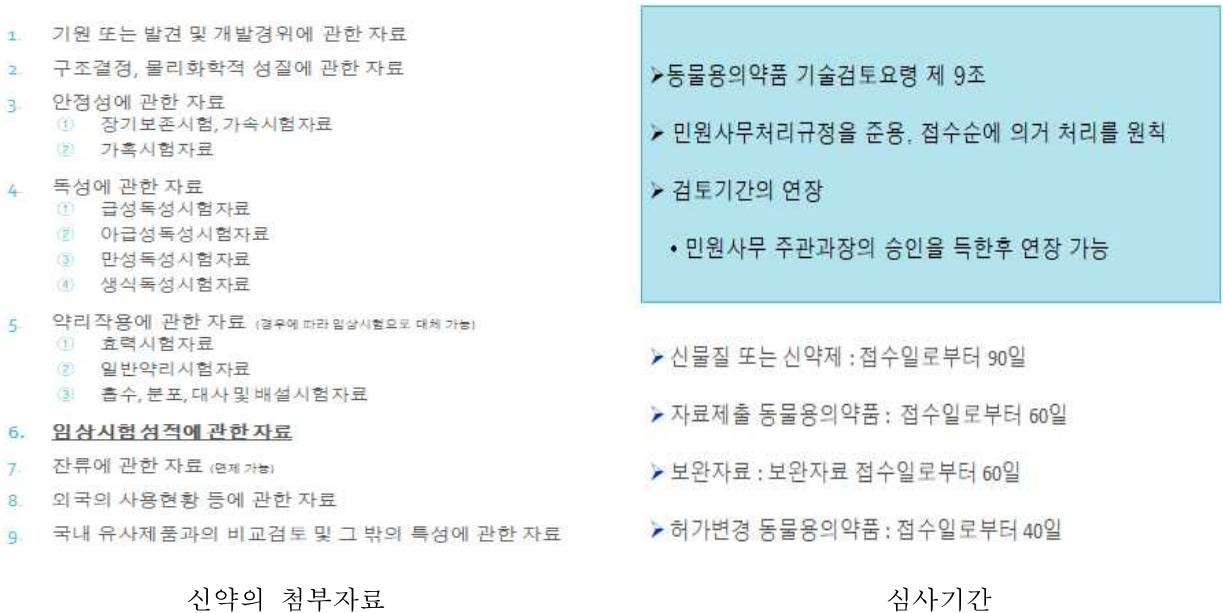 1. 기원 또는 발견 및 개발경위에 관한 자료
2. 구조결정, 물리화학적 성질에 관한 자료
3. 안정성에 관한 자료
① 장기보존시험, 가속시험자료
② 가혹시험자료
4. 독성에 관한 자료
① 급성독성시험자료
② 아급성독성시험자료
③ 만성독성시험자료
④ 생식독성시험자료
5. 약리작용에 관한 자료 (경우에 따라 임상시험으로 대체 가능)
① 효력시험자료
② 일반약리시험자료
③ 흡수, 분포, 대사 및 배설시험자료
6. 임상시험성적에 관한 자료
7. 잔류에 관한 자료 (면제 가능)
8. 외국의 사용현황 등에 관한 자료
9. 국내 유사제품과의 비교검토 및 그 밖의 특성에 관한 자료
신약의 첨부자료
➢동물용의약품 기술검토요령 제 9조
➢ 민원사무처리규정을 준용, 접수순에 의거 처리를 원칙
➢ 검토기간의 연장
• 민원사무 주관과장의 승인을 득한후 연장 가능
➢ 신물질 또는 신약제 : 접수일로부터 90일
➢ 자료제출 동물용의약품 : 접수일로부터 60일
➢ 보완자료 : 보완자료 접수일로부터 60일
➢ 허가변경 동물용의약품 : 접수일로부터 40일
심사기간